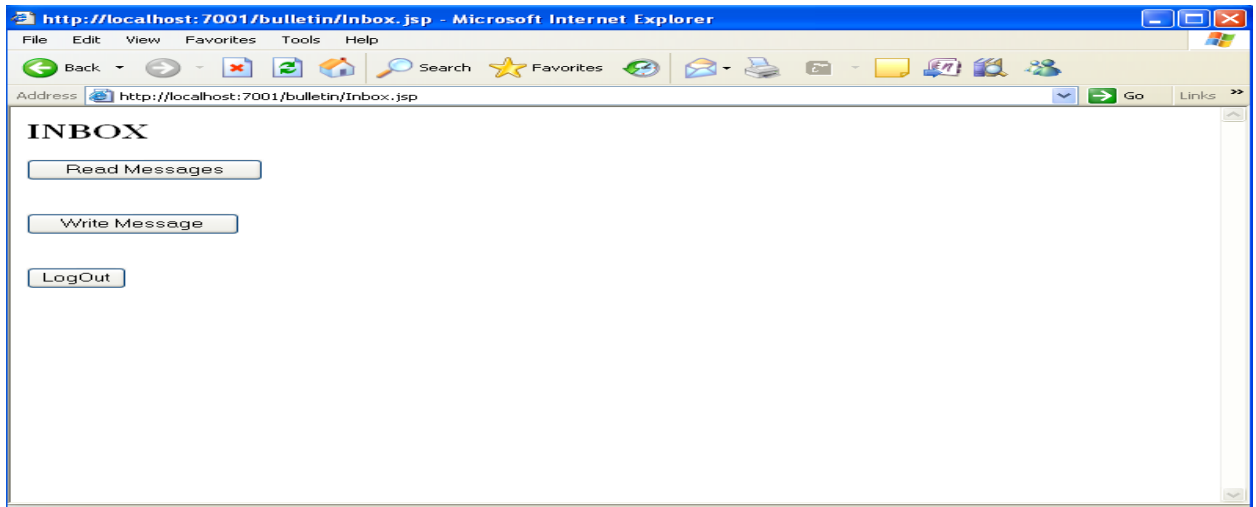 http://localhost:7001/bulletin/Inbox.jsp - Microsoft Internet Explorer
File Edit View Favorites Tools Help
Back Search Favorites
Address http://localhost:7001/bulletin/Inbox.jsp Go Links »
INBOX
Read Messages
Write Message
LogOut